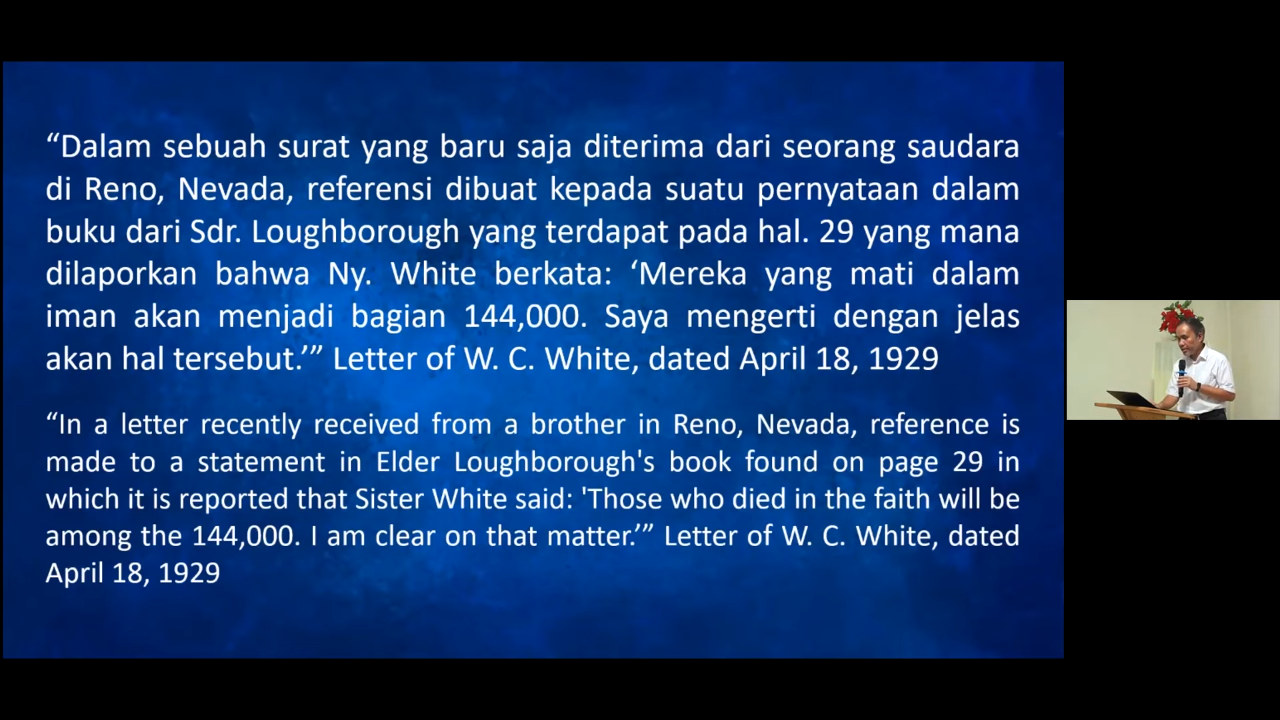 “Dalam sebuah surat yang baru saja diterima dari seorang saudara
di Reno, Nevada, referensi dibuat kepada suatu pernyataan dalam
buku dari Sdr. Loughborough yang terdapat pada hal. 29 yang mana
dilaporkan bahwa Ny. White berkata: ‘Mereka yang mati dalam
iman akan menjadi bagian 144,000. Saya mengerti dengan jelas
akan hal tersebut.’” Letter of W. C. White, dated April 18, 1929
“In a letter recently received from a brother in Reno, Nevada, reference is
made to a statement in Elder Loughborough's book found on page 29 in
which it is reported that Sister White said: 'Those who died in the faith will be
among the 144,000. I am clear on that matter.’” Letter of W. C. White, dated
April 18, 1929